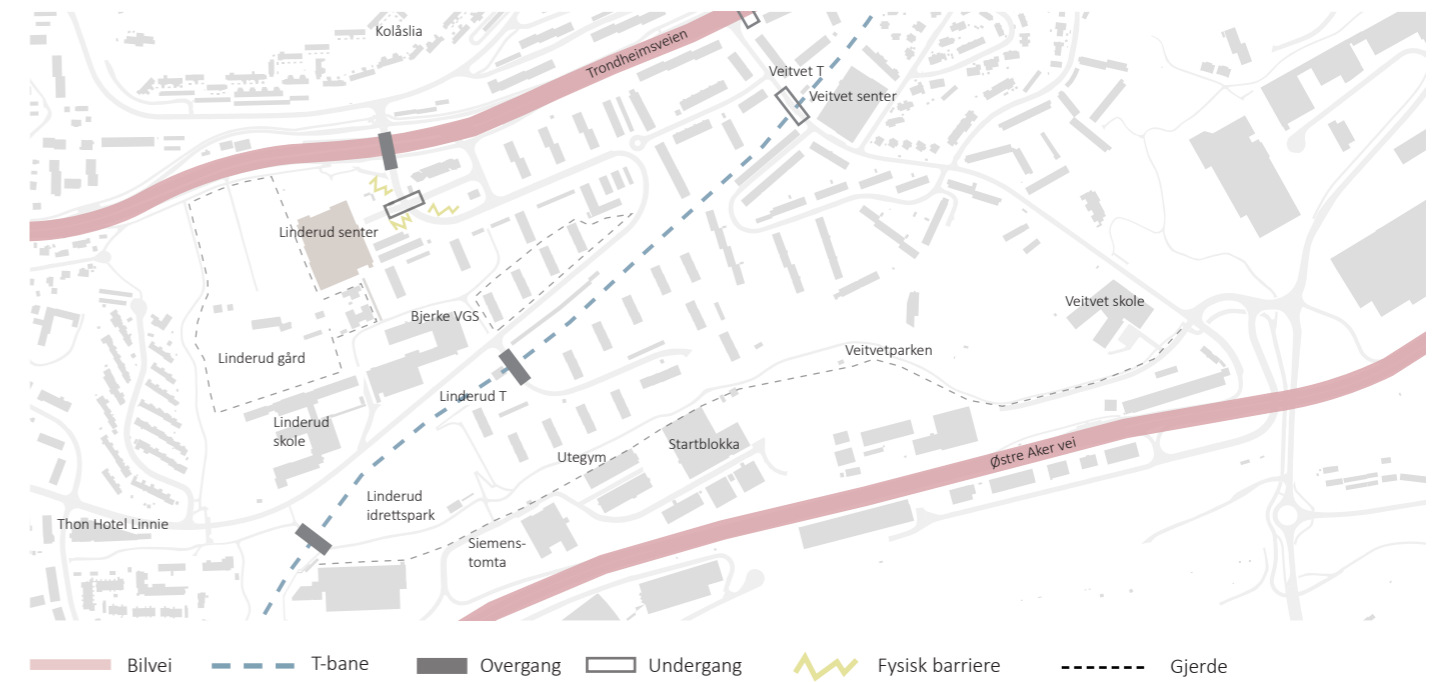 Kolåslia
Trondheimsveien
Veitvet T
Veitvet senter
Linderud senter
Veitvet skole
Bjerke VGS
Veitvetparken
Linderud gård
Linderud T
Linderud
skole
Startblokka
Utegym
Østre Aker vei
Linderud
idrettspark
Thon Hotel Linnie
Siemens-
tomta
Bilvei
T-bane
Overgang
Undergang
Fysisk barriere
Gjerde